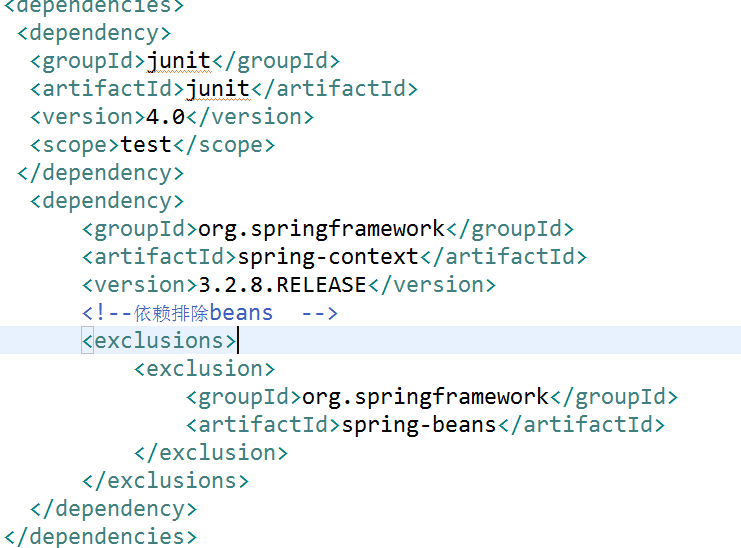 <dependencies>
<dependency>
<groupId>junit</groupId>
<artifactId>junit</artifactId>
<version>4.0</version>
<scope>test</scope>
</dependency>
<dependency>
<groupId>org.springframework</groupId>
<artifactId>spring-context</artifactId>
<version>3.2.8.RELEASE</version>
<!--依赖排除beans  -->
<exclusions>
<exclusion>
<groupId>org.springframework</groupId>
<artifactId>spring-beans</artifactId>
</exclusion>
</exclusions>
</dependency>
</dependencies>